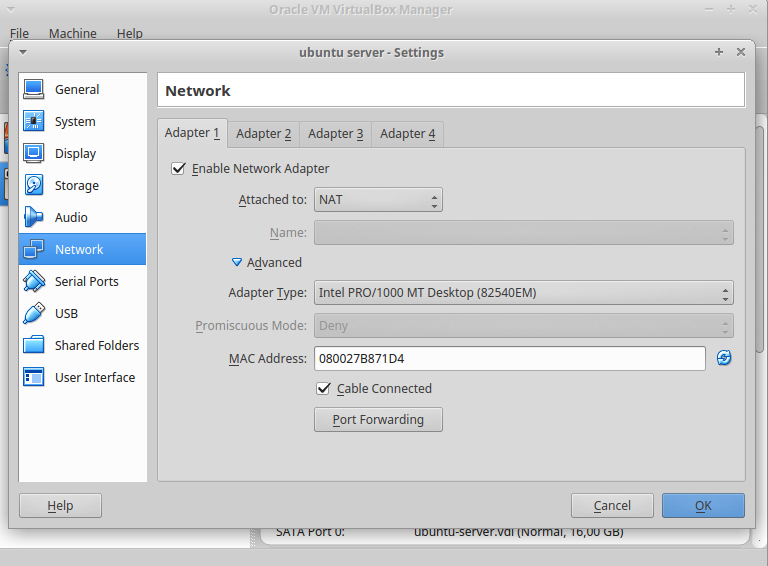 Oracle VM VirtualBox Manager
File Machine Help
ubuntu server - Settings
General
System
Display
Storage
Audio
Network
Serial Ports
USB
Shared Folders
User Interface
Network
Adapter 1 Adapter 2 Adapter 3 Adapter 4
Enable Network Adapter
Attached to: NAT
Name:
Advanced
Adapter Type: Intel PRO/1000 MT Desktop (82540EM)
Promiscuous Mode: Deny
MAC Address: 080027B871D4
Cable Connected
Port Forwarding
Help Cancel OK
SATA Port 0: ubuntu-server.vdi (Normal, 16,00 GB)